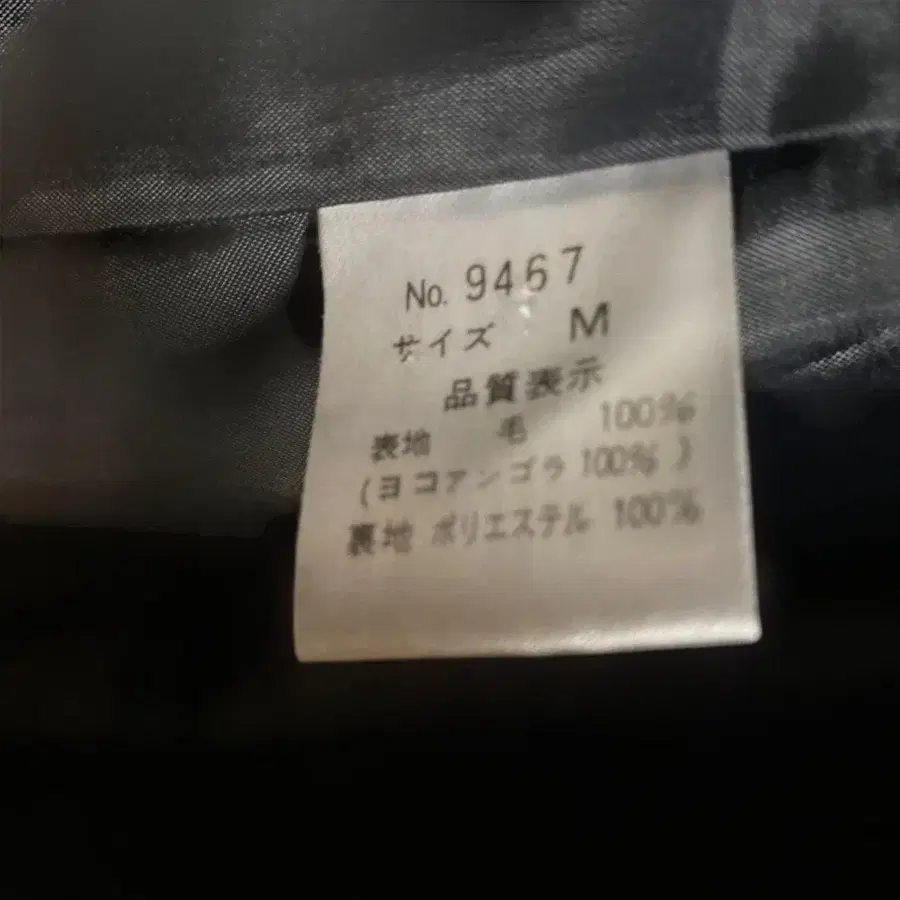 No. 9467
サイズ M
品質表示
表地 毛 100%
(ヨコアンゴラ 100% )
裏地 ポリエステル 100%